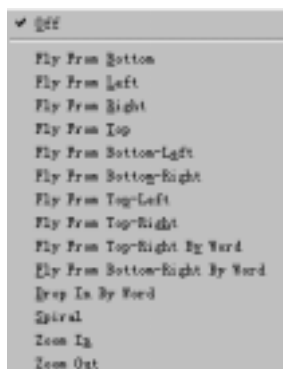 Off
Fly From Bottom
Fly From Left
Fly From Right
Fly From Top
Fly From Bottom-Left
Fly From Bottom-Right
Fly From Top-Left
Fly From Top-Right
Fly From Top-Right By Word
Fly From Bottom-Right By Word
Drop In By Word
Spiral
Zoom In
Zoom Out